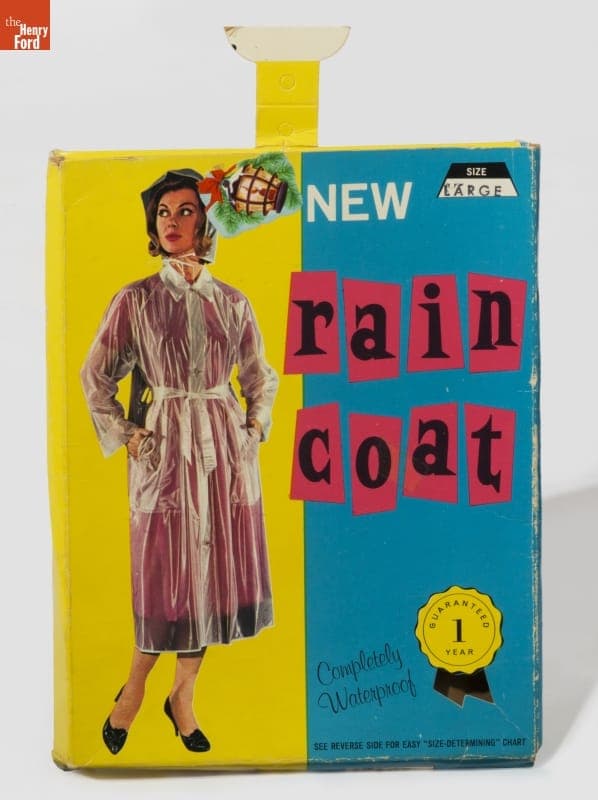 the
Henry
Ford
NEW
SIZE
LARGE
rain
coat
GUARANTEED
1
YEAR
Completely
Waterproof
SEE REVERSE SIDE FOR EASY "SIZE-DETERMINING" CHART